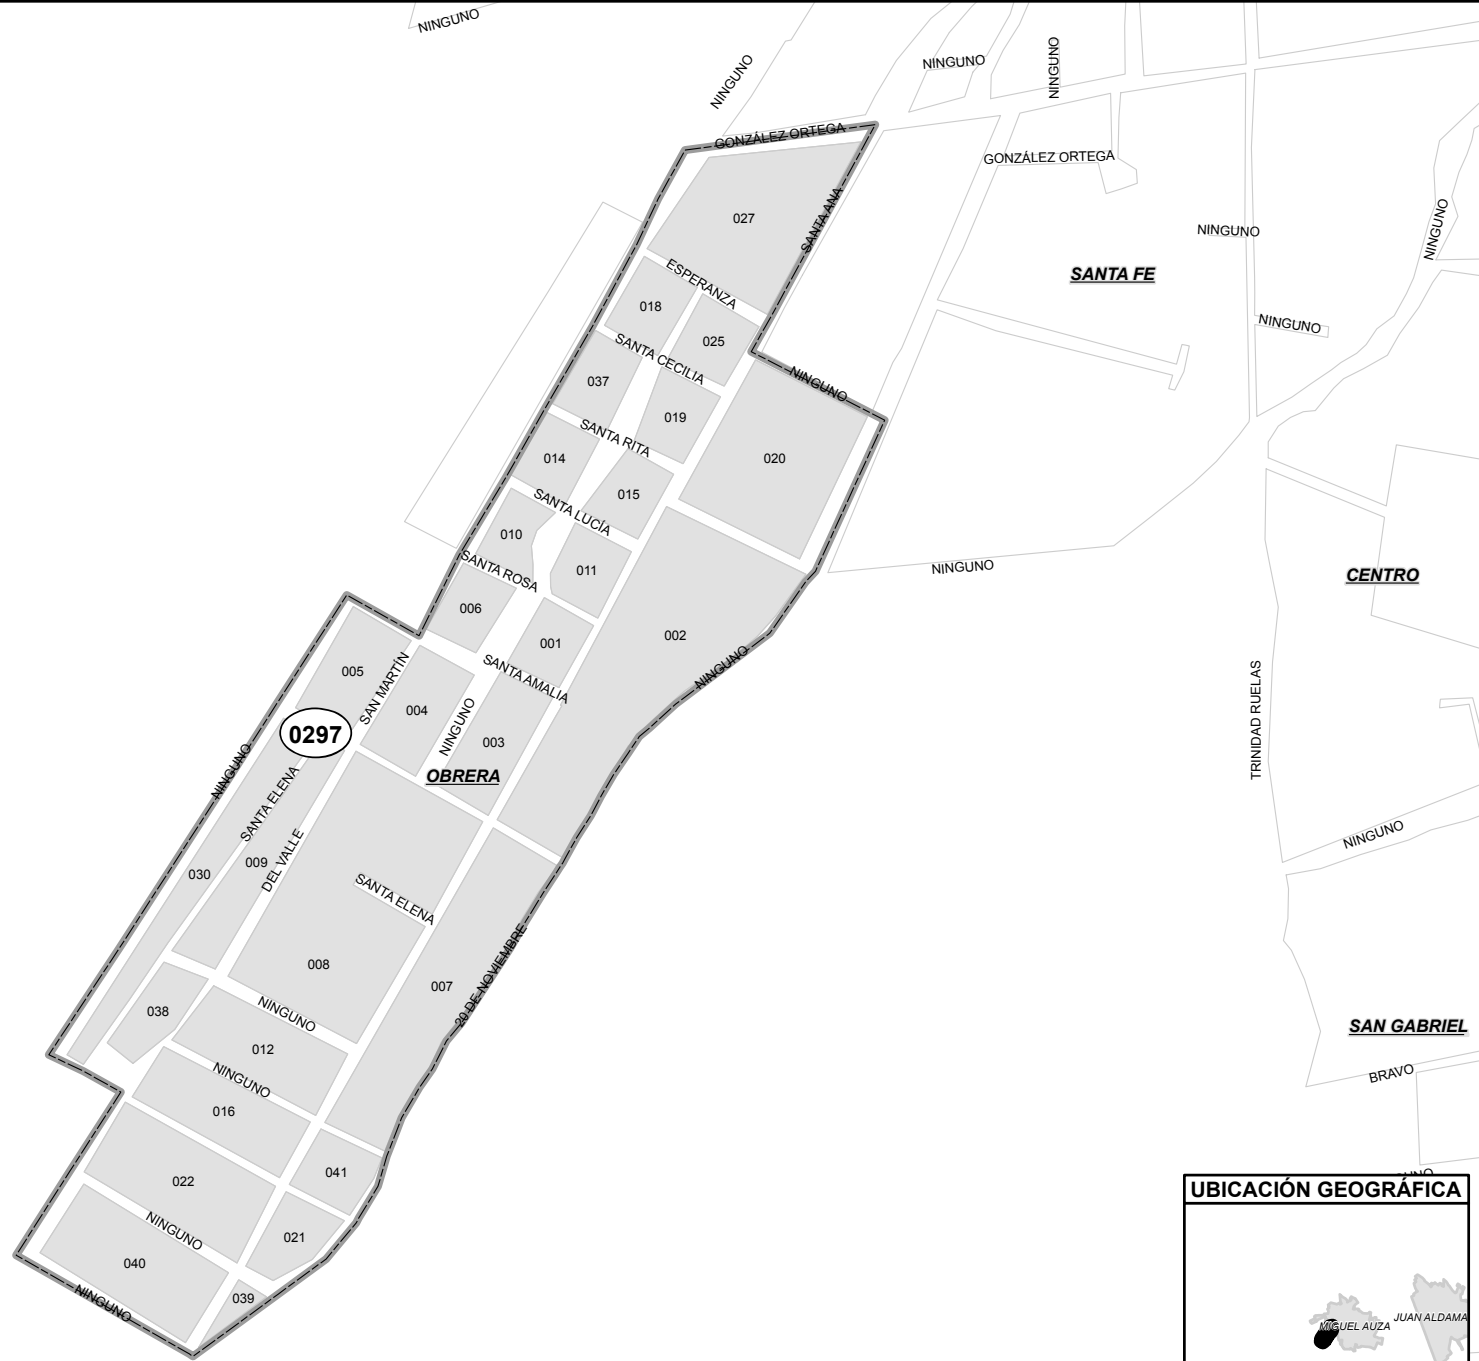 NINGUNO
NINGUNO
NINGUNO
NINGUNO
GONZÁLEZ ORTEGA
GONZÁLEZ ORTEGA
027
SANTA ANA
NINGUNO
NINGUNO
ESPERANZA
SANTA FE
018
025
NINGUNO
SANTA CECILIA
037
NINGUNO
019
SANTA RITA
014
020
015
SANTA LUCÍA
010
SANTA ROSA
011
NINGUNO
CENTRO
006
001
002
SANTA AMALIA
NINGUNO
005
SAN MARTÍN
004
NINGUNO
003
0297
OBRERA
TRINIDAD RUELAS
NINGUNO
SANTA ELENA
NINGUNO
DEL VALLE
009
030
SANTA ELENA
008
007
20 DE NOVIEMBRE
038
NINGUNO
012
SAN GABRIEL
NINGUNO
016
BRAVO
041
022
NINGUNO
021
040
NINGUNO
039
UBICACIÓN GEOGRÁFICA
MIGUEL AUZA
JUAN ALDAMA